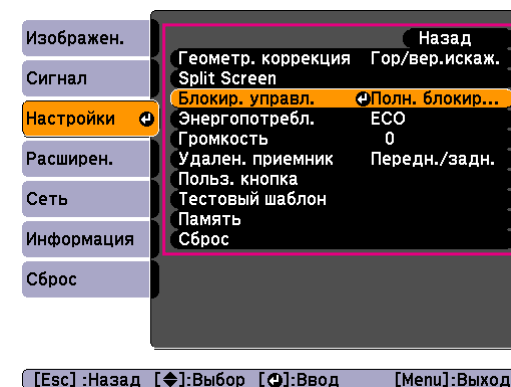 Изображен.
Сигнал
Настройки
Расширен.
Сеть
Информация
Сброс
Назад
Геометр. коррекция Гор/вер.искаж.
Split Screen
Блокир. управл. Полн. блокир...
Энергопотребл. ECO
Громкость 0
Удален. приемник Передн./задн.
Польз. кнопка
Тестовый шаблон
Память
Сброс
[Esc] :Назад [◆]:Выбор [↵]:Ввод [Menu]:Выход